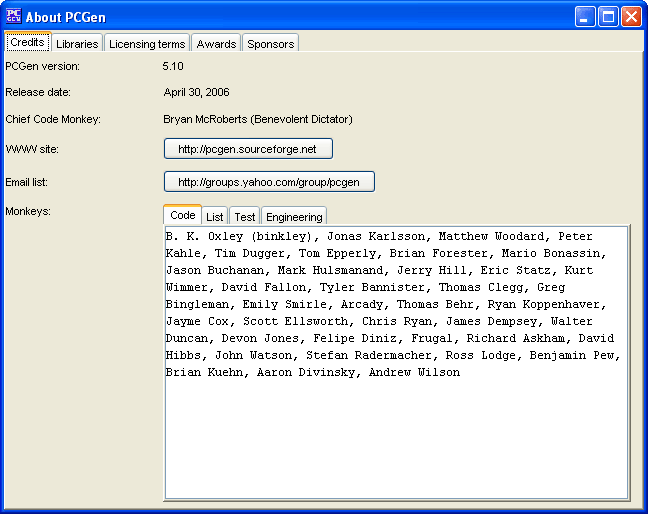 PC GEN About PCGen
Credits Libraries Licensing terms Awards Sponsors
PCGen version: 5.10
Release date: April 30, 2006
Chief Code Monkey: Bryan McRoberts (Benevolent Dictator)
WWW site: http://pcgen.sourceforge.net
Email list: http://groups.yahoo.com/group/pcgen
Monkeys: Code List Test Engineering
B. K. Oxley (binkley), Jonas Karlsson, Matthew Woodard, Peter
Kahle, Tim Dugger, Tom Epperly, Brian Forester, Mario Bonassin,
Jason Buchanan, Mark Hulsmanand, Jerry Hill, Eric Statz, Kurt
Wimmer, David Fallon, Tyler Bannister, Thomas Clegg, Greg
Bingleman, Emily Smirle, Arcady, Thomas Behr, Ryan Koppenhaver,
Jayme Cox, Scott Ellsworth, Chris Ryan, James Dempsey, Walter
Duncan, Devon Jones, Felipe Diniz, Frugal, Richard Askham, David
Hibbs, John Watson, Stefan Radermacher, Ross Lodge, Benjamin Pew,
Brian Kuehn, Aaron Divinsky, Andrew Wilson